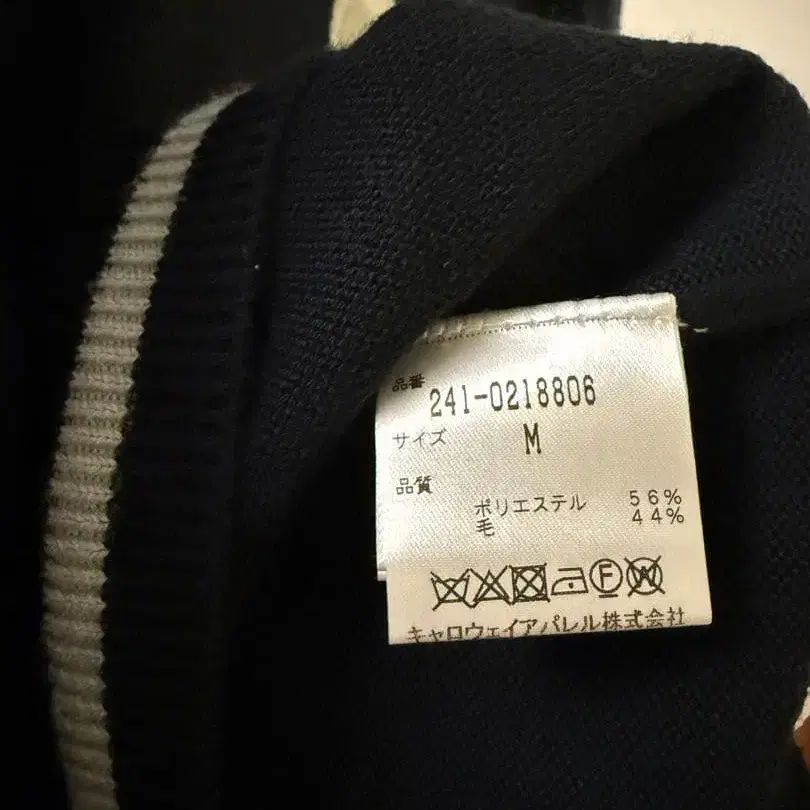 品番
241-0218806
サイズ M
品質
ポリエステル 56%
毛 44%
F W
キャロウェイアパレル株式会社